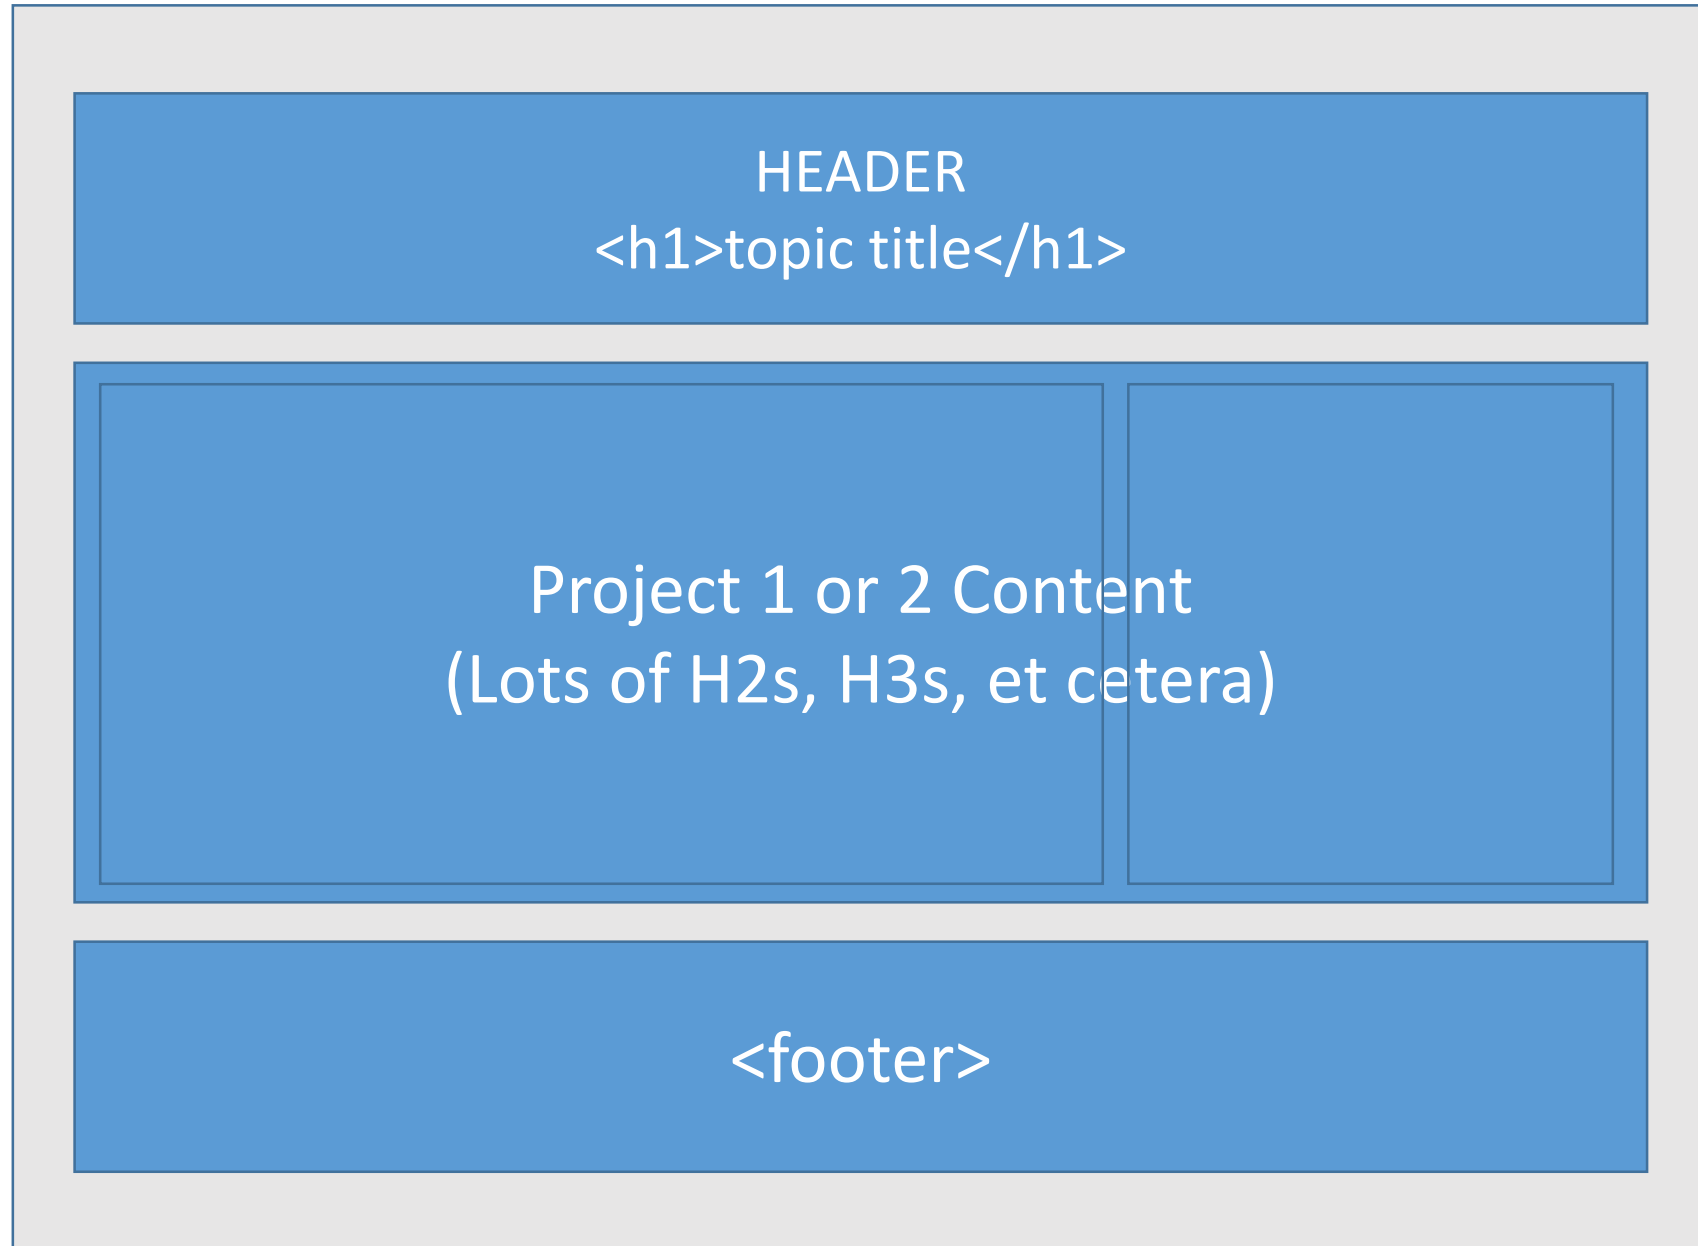 HEADER
<h1>topic title</h1>
Project 1 or 2 Content
(Lots of H2s, H3s, et cetera)
<footer>